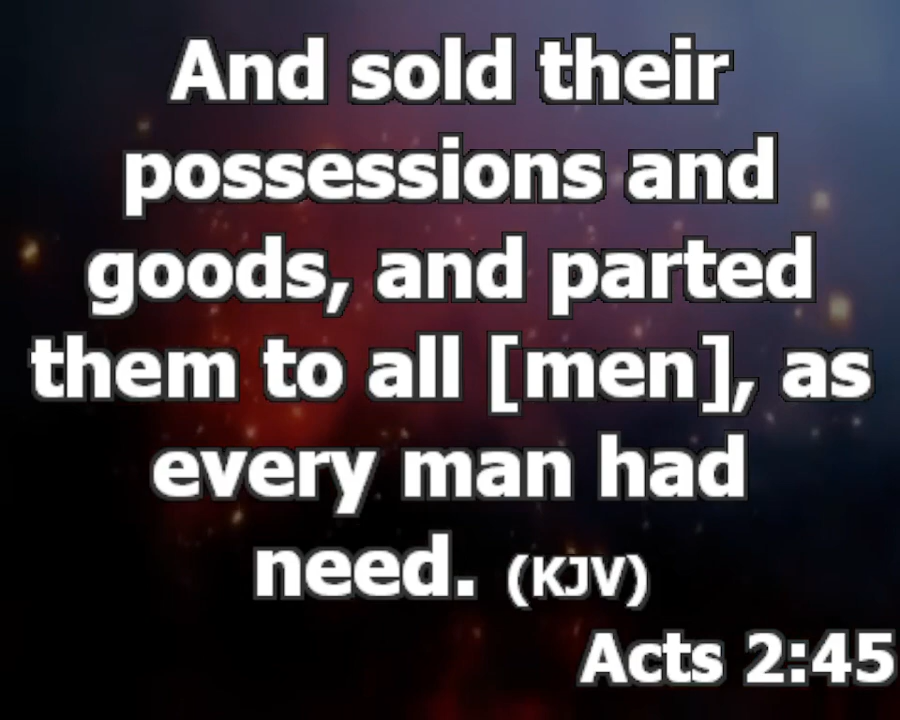 And sold their
possessions and
goods, and parted
them to all [men], as
every man had
need. (KJV)
Acts 2:45